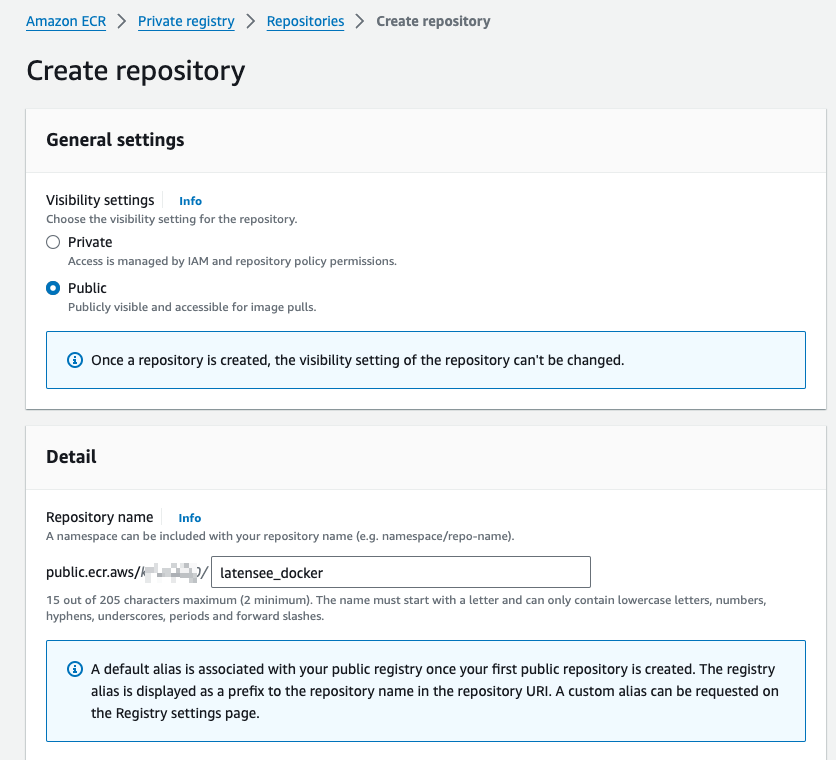 Amazon ECR > Private registry > Repositories > Create repository
Create repository
General settings
Visibility settings Info
Choose the visibility setting for the repository.
Private
Access is managed by IAM and repository policy permissions.
Public
Publicly visible and accessible for image pulls.
Once a repository is created, the visibility setting of the repository can't be changed.
Detail
Repository name Info
A namespace can be included with your repository name (e.g. namespace/repo-name).
public.ecr.aws/ / latensee_docker
15 out of 205 characters maximum (2 minimum). The name must start with a letter and can only contain lowercase letters, numbers,
hyphens, underscores, periods and forward slashes.
A default alias is associated with your public registry once your first public repository is created. The registry
alias is displayed as a prefix to the repository name in the repository URI. A custom alias can be requested on
the Registry settings page.